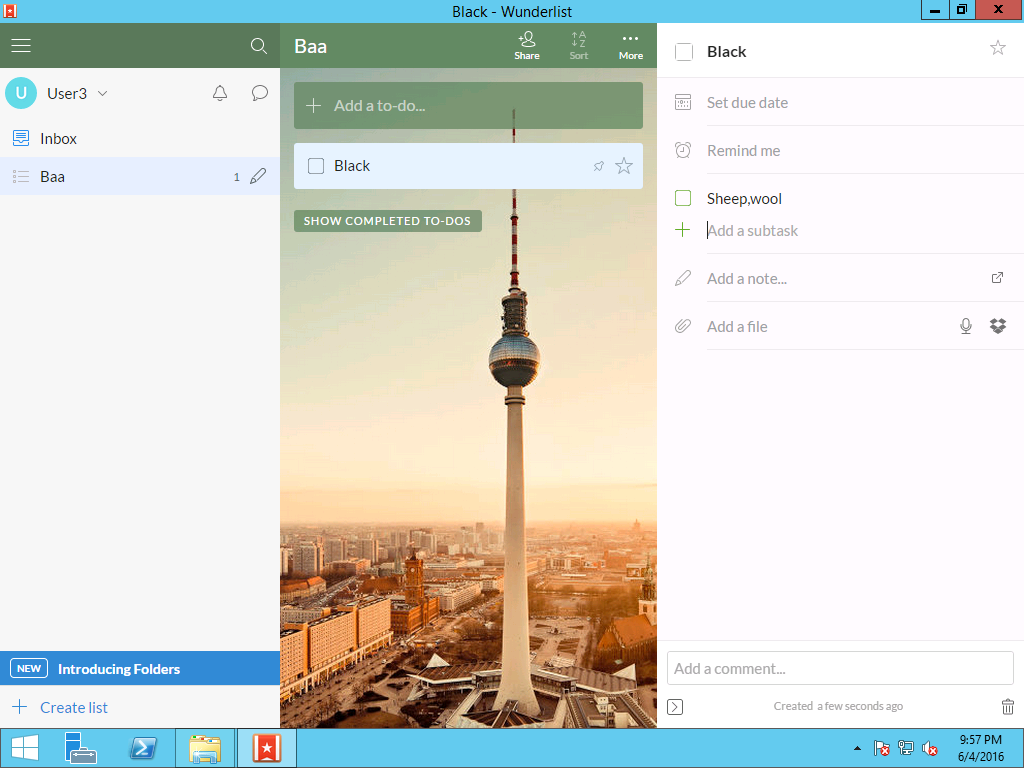 Black - Wunderlist
Baa
Share
Sort
More
U
User3
Inbox
Baa
1
NEW
Introducing Folders
Create list
Add a to-do...
Black
SHOW COMPLETED TO-DOS
Black
Set due date
Remind me
Sheep,wool
Add a subtask
Add a note...
Add a file
Add a comment...
Created a few seconds ago
9:57 PM
6/4/2016